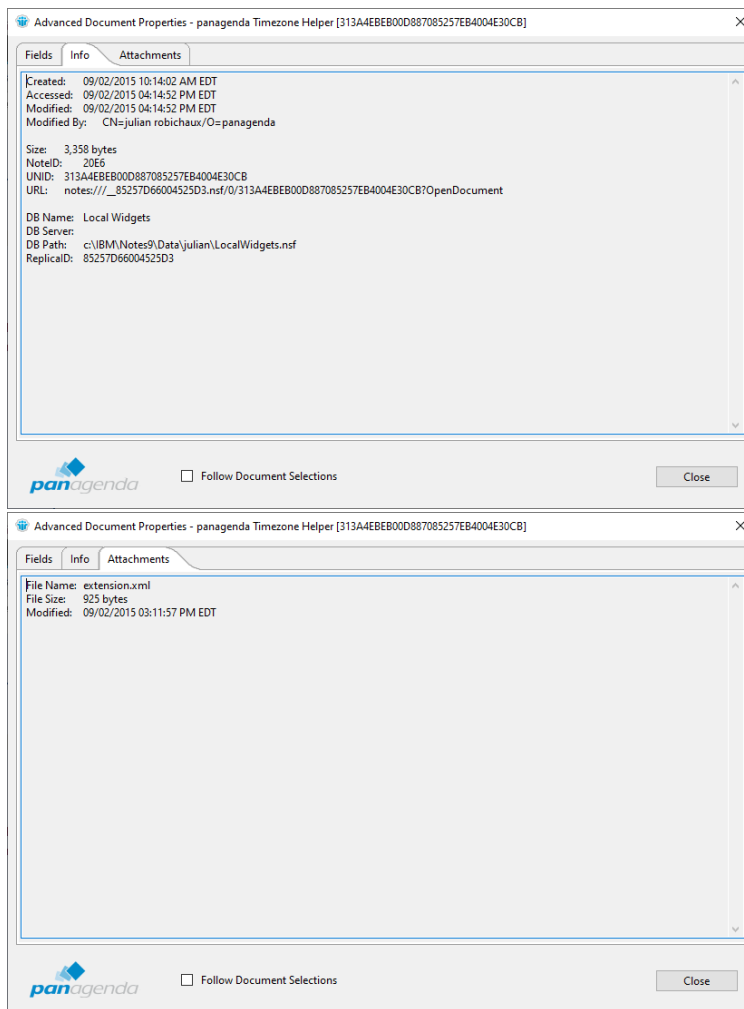 Advanced Document Properties - panagenda Timezone Helper [313A4EBEB00D887085257EB4004E30CB]
Fields Info Attachments
Created: 09/02/2015 10:14:02 AM EDT
Accessed: 09/02/2015 04:14:52 PM EDT
Modified: 09/02/2015 04:14:52 PM EDT
Modified By: CN=julian robichaux/O=panagenda
Size: 3,358 bytes
NoteID: 20E6
UNID: 313A4EBEB00D887085257EB4004E30CB
URL: notes:///__85257D66004525D3.nsf/0/313A4EBEB00D887085257EB4004E30CB?OpenDocument
DB Name: Local Widgets
DB Server:
DB Path: c:\IBM\Notes9\Data\julian\LocalWidgets.nsf
ReplicaID: 85257D66004525D3
panagenda Follow Document Selections Close
Advanced Document Properties - panagenda Timezone Helper [313A4EBEB00D887085257EB4004E30CB]
Fields Info Attachments
File Name: extension.xml
File Size: 925 bytes
Modified: 09/02/2015 03:11:57 PM EDT
panagenda Follow Document Selections Close